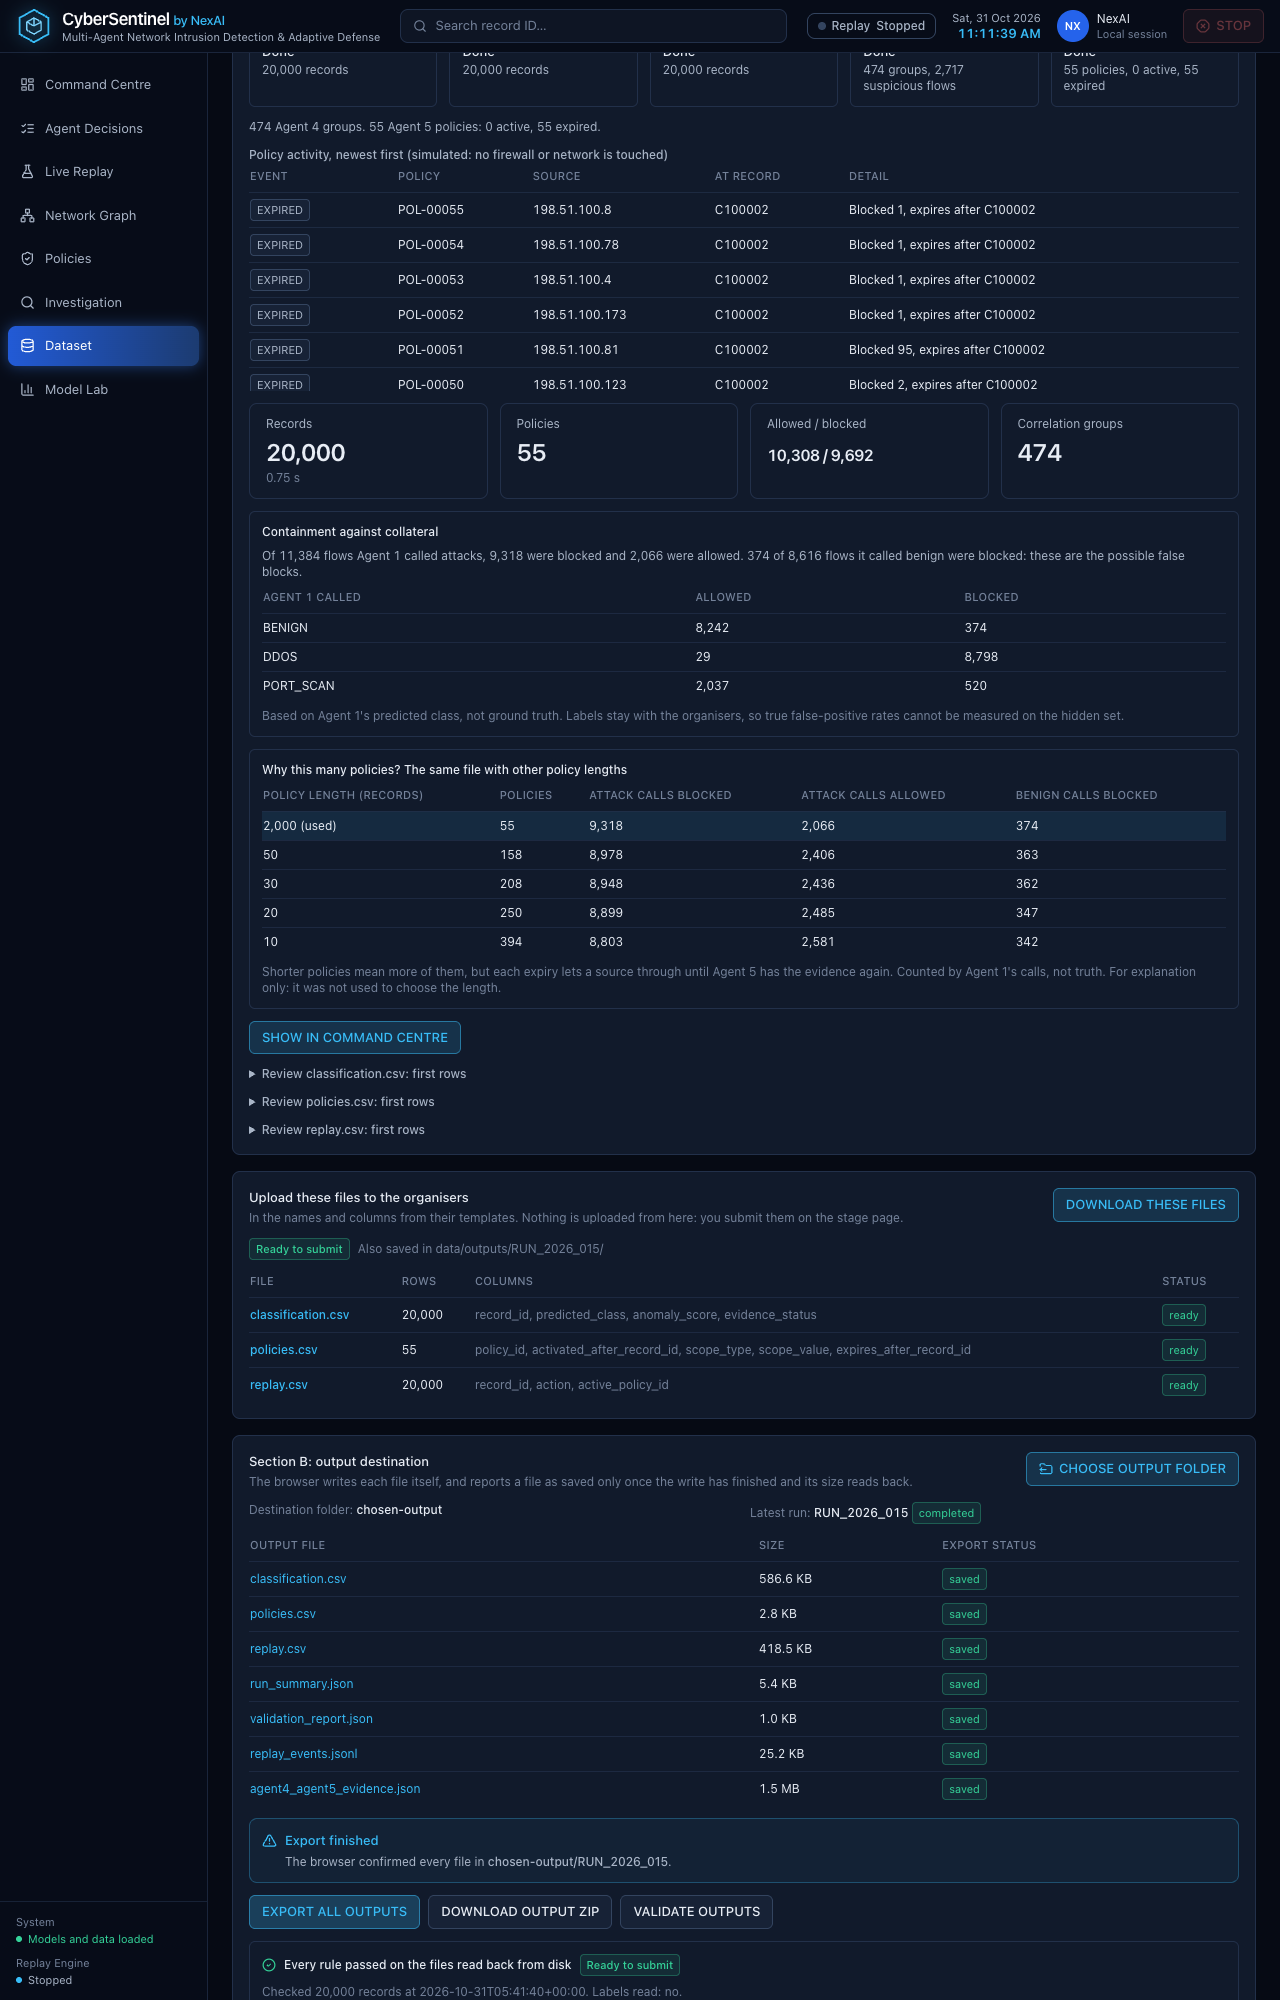 CyberSentinel by NexAI
Multi-Agent Network Intrusion Detection & Adaptive Defense
Search record ID...
Replay Stopped
Sat, 31 Oct 2026
11:11:39 AM
NX
NexAI
Local session
STOP
Command Centre
Agent Decisions
Live Replay
Network Graph
Policies
Investigation
Dataset
Model Lab
System
Models and data loaded
Replay Engine
Stopped
Done
20,000 records
Done
20,000 records
Done
20,000 records
Done
474 groups, 2,717
suspicious flows
Done
55 policies, 0 active, 55
expired
474 Agent 4 groups. 55 Agent 5 policies: 0 active, 55 expired.
Policy activity, newest first (simulated: no firewall or network is touched)
EVENT POLICY SOURCE AT RECORD DETAIL
EXPIRED POL-00055 198.51.100.8 C100002 Blocked 1, expires after C100002
EXPIRED POL-00054 198.51.100.78 C100002 Blocked 1, expires after C100002
EXPIRED POL-00053 198.51.100.4 C100002 Blocked 1, expires after C100002
EXPIRED POL-00052 198.51.100.173 C100002 Blocked 1, expires after C100002
EXPIRED POL-00051 198.51.100.81 C100002 Blocked 95, expires after C100002
EXPIRED POL-00050 198.51.100.123 C100002 Blocked 2, expires after C100002
Records
20,000
0.75 s
Policies
55
Allowed / blocked
10,308 / 9,692
Correlation groups
474
Containment against collateral
Of 11,384 flows Agent 1 called attacks, 9,318 were blocked and 2,066 were allowed. 374 of 8,616 flows it called benign were blocked: these are the possible false
blocks.
AGENT 1 CALLED ALLOWED BLOCKED
BENIGN 8,242 374
DDOS 29 8,798
PORT_SCAN 2,037 520
Based on Agent 1's predicted class, not ground truth. Labels stay with the organisers, so true false-positive rates cannot be measured on the hidden set.
Why this many policies? The same file with other policy lengths
POLICY LENGTH (RECORDS) POLICIES ATTACK CALLS BLOCKED ATTACK CALLS ALLOWED BENIGN CALLS BLOCKED
2,000 (used) 55 9,318 2,066 374
50 158 8,978 2,406 363
30 208 8,948 2,436 362
20 250 8,899 2,485 347
10 394 8,803 2,581 342
Shorter policies mean more of them, but each expiry lets a source through until Agent 5 has the evidence again. Counted by Agent 1's calls, not truth. For explanation
only: it was not used to choose the length.
SHOW IN COMMAND CENTRE
Review classification.csv: first rows
Review policies.csv: first rows
Review replay.csv: first rows
Upload these files to the organisers
In the names and columns from their templates. Nothing is uploaded from here: you submit them on the stage page.
DOWNLOAD THESE FILES
Ready to submit Also saved in data/outputs/RUN_2026_015/
FILE ROWS COLUMNS STATUS
classification.csv 20,000 record_id, predicted_class, anomaly_score, evidence_status ready
policies.csv 55 policy_id, activated_after_record_id, scope_type, scope_value, expires_after_record_id ready
replay.csv 20,000 record_id, action, active_policy_id ready
Section B: output destination
The browser writes each file itself, and reports a file as saved only once the write has finished and its size reads back.
CHOOSE OUTPUT FOLDER
Destination folder: chosen-output
Latest run: RUN_2026_015 completed
OUTPUT FILE SIZE EXPORT STATUS
classification.csv 586.6 KB saved
policies.csv 2.8 KB saved
replay.csv 418.5 KB saved
run_summary.json 5.4 KB saved
validation_report.json 1.0 KB saved
replay_events.jsonl 25.2 KB saved
agent4_agent5_evidence.json 1.5 MB saved
Export finished
The browser confirmed every file in chosen-output/RUN_2026_015.
EXPORT ALL OUTPUTS
DOWNLOAD OUTPUT ZIP
VALIDATE OUTPUTS
Every rule passed on the files read back from disk Ready to submit
Checked 20,000 records at 2026-10-31T05:41:40+00:00. Labels read: no.